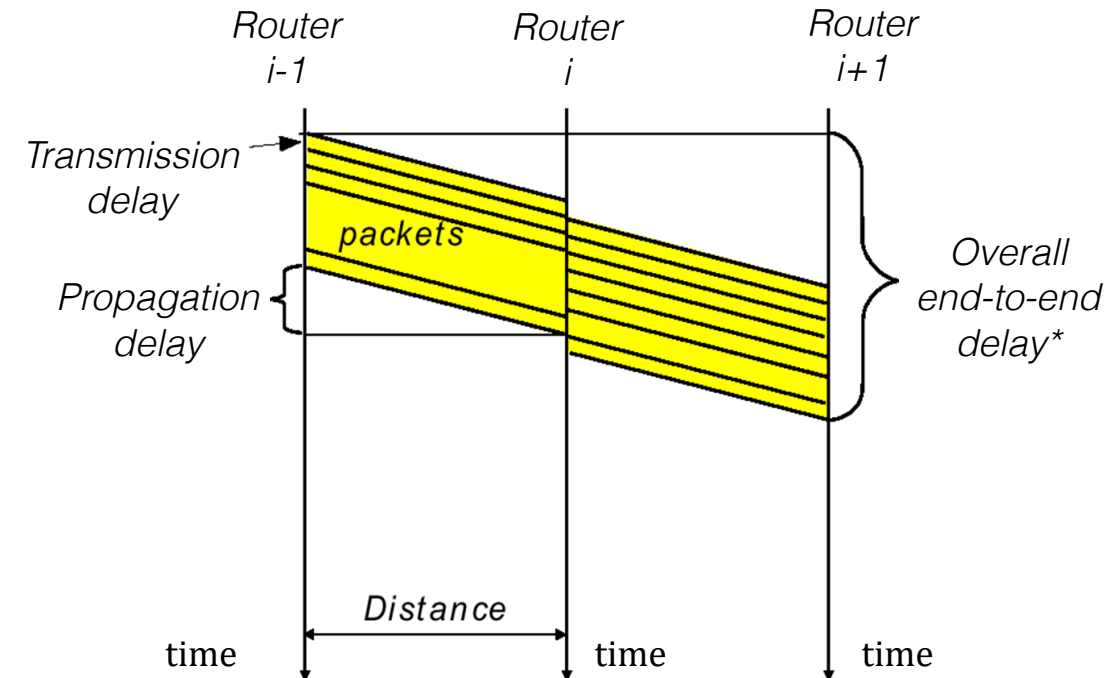 Router
i-1
Router
i
Router
i+1
Transmission
delay
packets
Propagation
delay
Overall
end-to-end
delay*
Distance
time
time
time